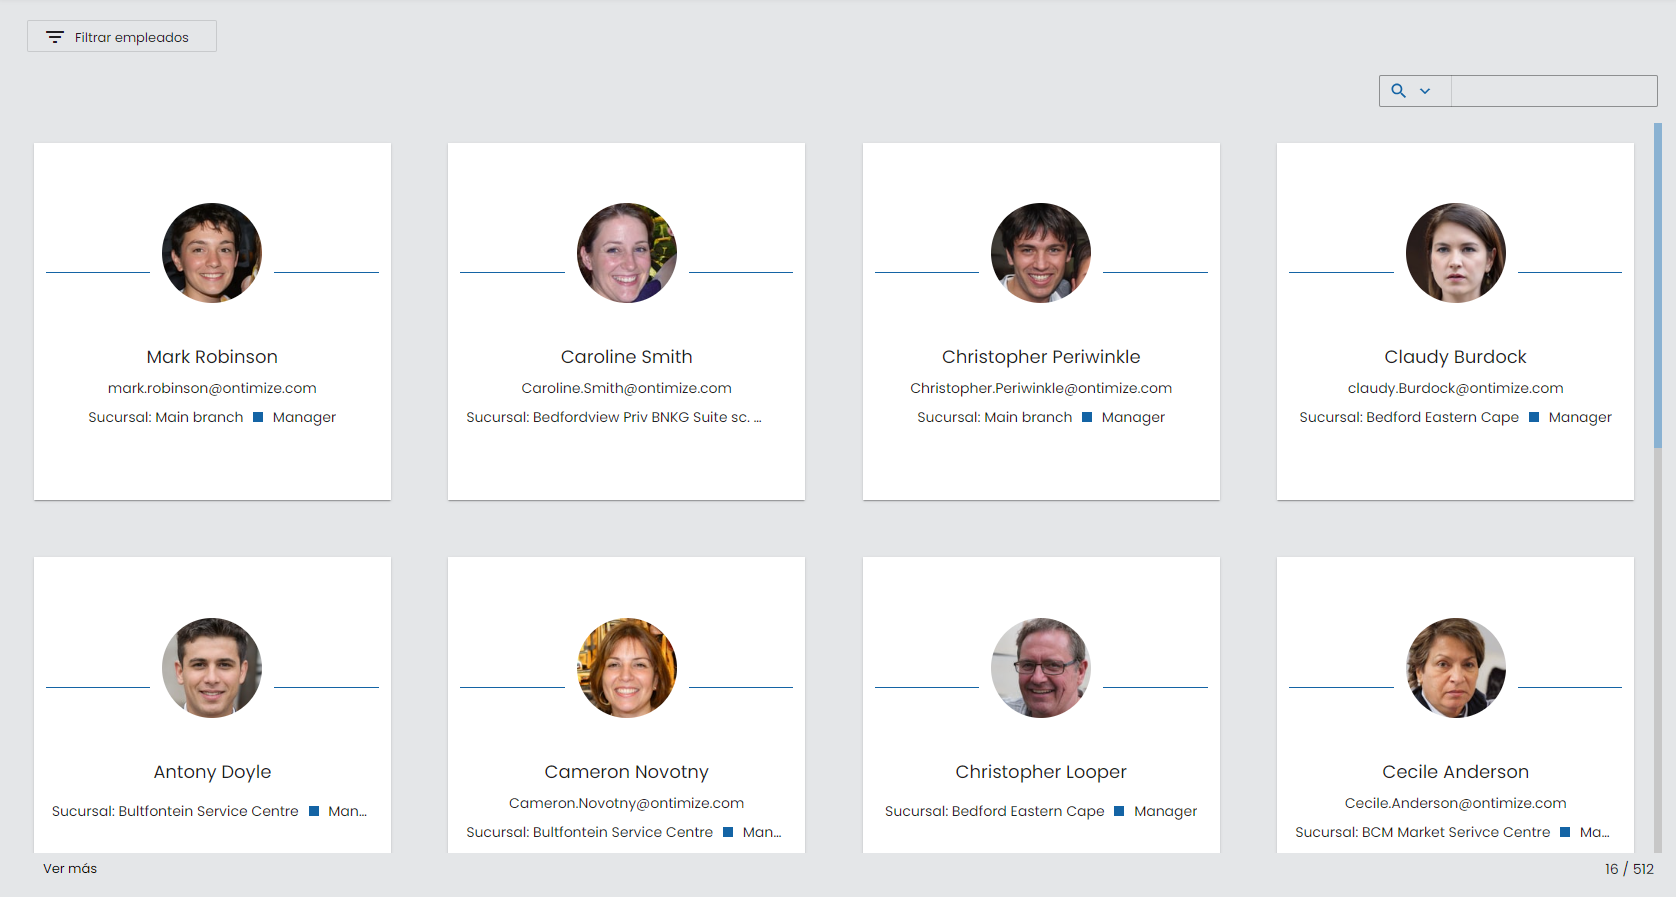 Filtrar empleados
Mark Robinson
mark.robinson@ontimize.com
Sucursal: Main branch Manager
Caroline Smith
Caroline.Smith@ontimize.com
Sucursal: Bedfordview Priv BNKG Suite sc. ...
Christopher Periwinkle
Christopher.Periwinkle@ontimize.com
Sucursal: Main branch Manager
Claudy Burdock
claudy.Burdock@ontimize.com
Sucursal: Bedford Eastern Cape Manager
Antony Doyle
Sucursal: Bultfontein Service Centre Man...
Cameron Novotny
Cameron.Novotny@ontimize.com
Sucursal: Bultfontein Service Centre Man...
Christopher Looper
Sucursal: Bedford Eastern Cape Manager
Cecile Anderson
Cecile.Anderson@ontimize.com
Sucursal: BCM Market Serivce Centre Ma...
Ver más
16 / 512